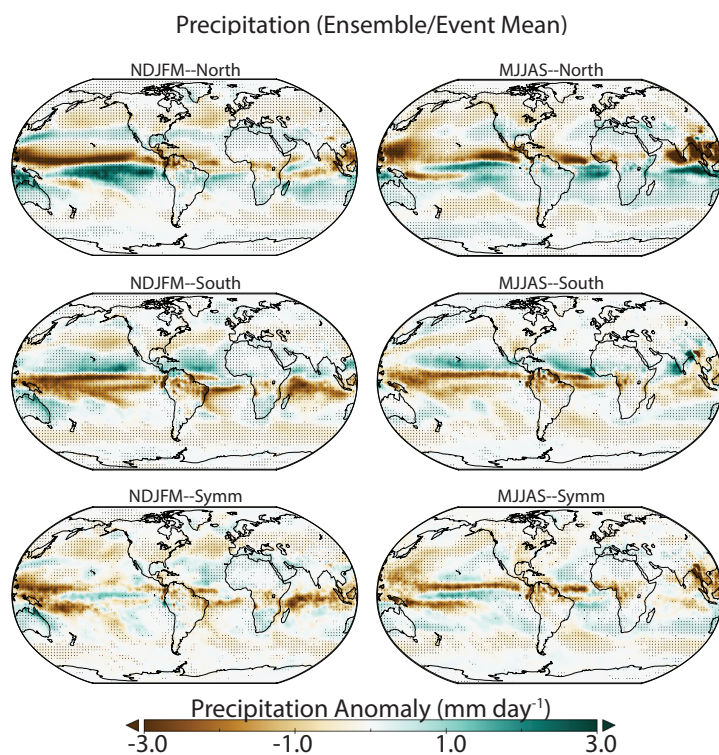 Precipitation (Ensemble/Event Mean)
NDJFM--North
MJJAS--North
NDJFM--South
MJJAS--South
NDJFM--Symm
MJJAS--Symm
Precipitation Anomaly (mm day-1)
-3.0 -1.0 1.0 3.0